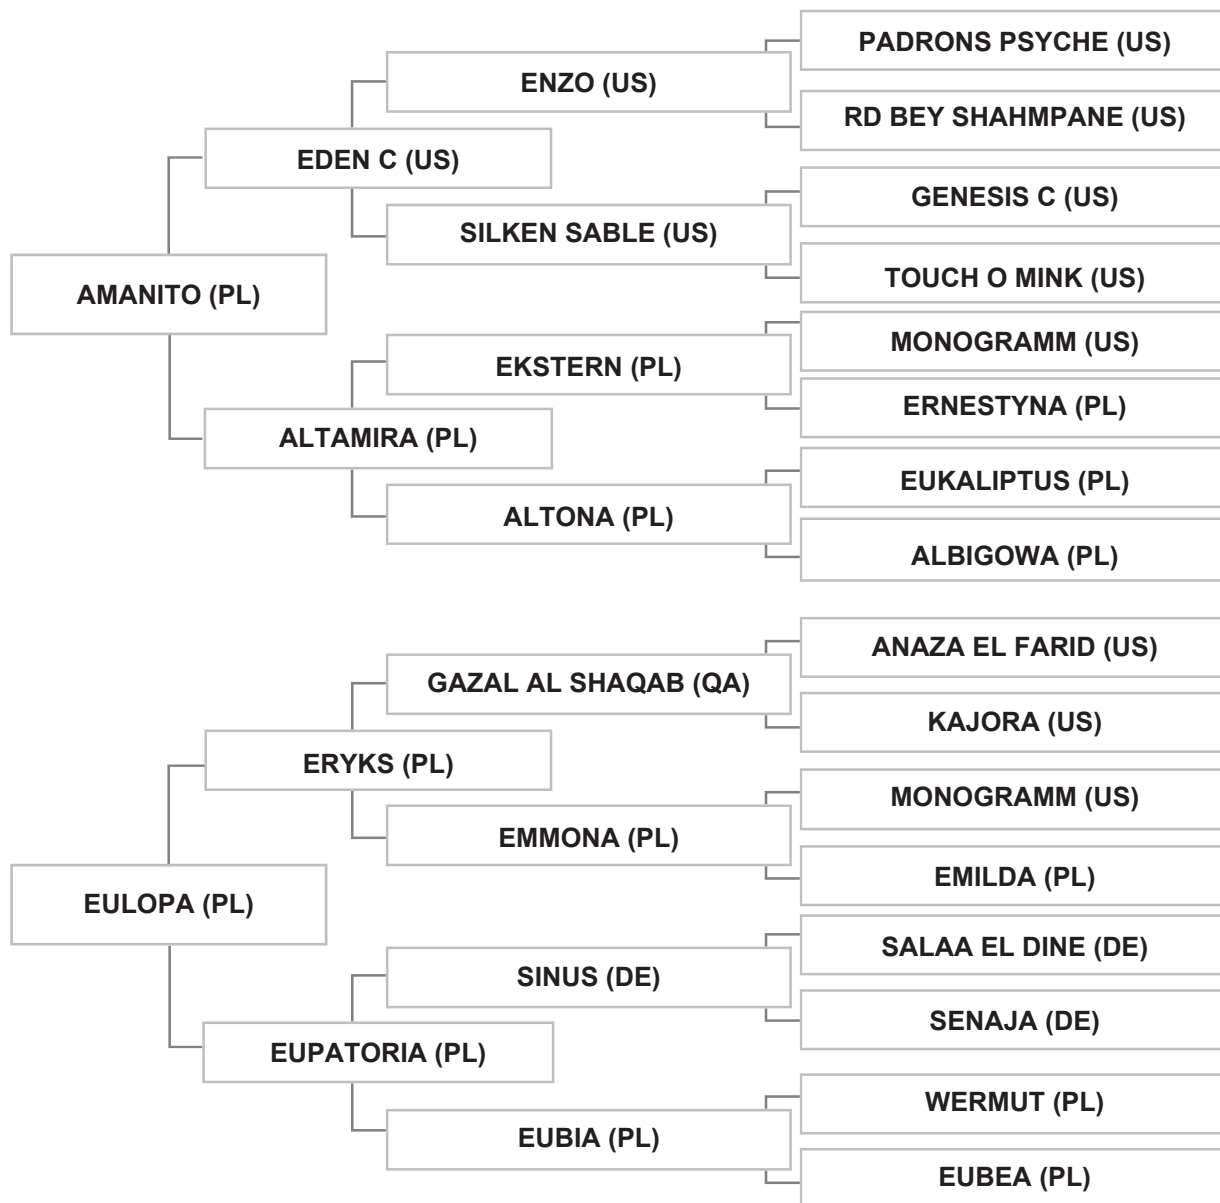 PADRONS PSYCHE (US)
ENZO (US)
RD BEY SHAHMPANE (US)
EDEN C (US)
GENESIS C (US)
SILKEN SABLE (US)
TOUCH O MINK (US)
AMANITO (PL)
MONOGRAMM (US)
EKSTERN (PL)
ERNESTYNA (PL)
ALTAMIRA (PL)
EUKALIPTUS (PL)
ALTONA (PL)
ALBIGOWA (PL)
ANAZA EL FARID (US)
GAZAL AL SHAQAB (QA)
KAJORA (US)
ERYKS (PL)
MONOGRAMM (US)
EMMONA (PL)
EMILDA (PL)
EULOPA (PL)
SALAA EL DINE (DE)
SINUS (DE)
SENAJA (DE)
EUPATORIA (PL)
WERMUT (PL)
EUBIA (PL)
EUBEA (PL)